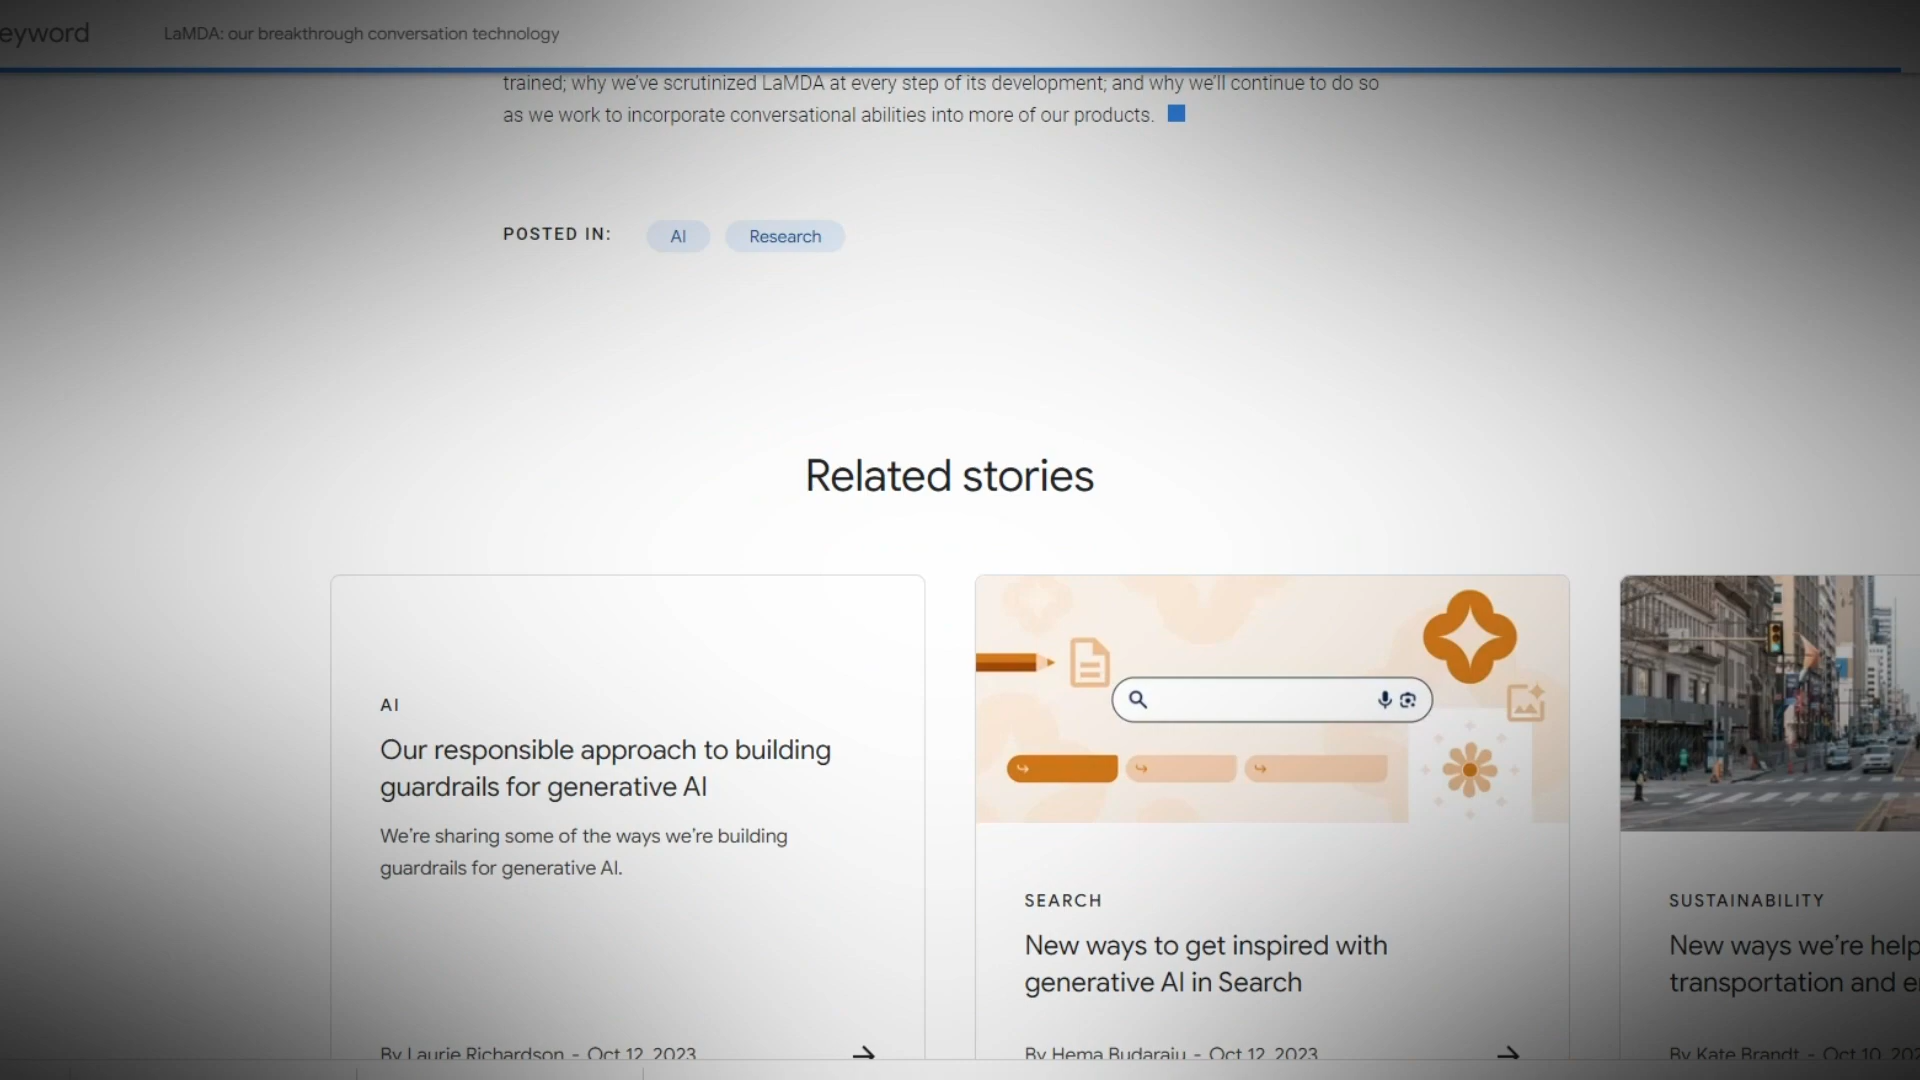 eyword
LaMDA: our breakthrough conversation technology
trained; why we've scrutinized LaMDA at every step of its development; and why we'll continue to do so
as we work to incorporate conversational abilities into more of our products.
POSTED IN:
AI
Research
Related stories
AI
Our responsible approach to building
guardrails for generative AI
We're sharing some of the ways we're building
guardrails for generative AI.
By Laurie Richardson - Oct 12, 2023
SEARCH
New ways to get inspired with
generative AI in Search
By Hema Budaraju - Oct 12, 2023
SUSTAINABILITY
New ways we're help
transportation and e
By Kate Brandt - Oct 10, 202